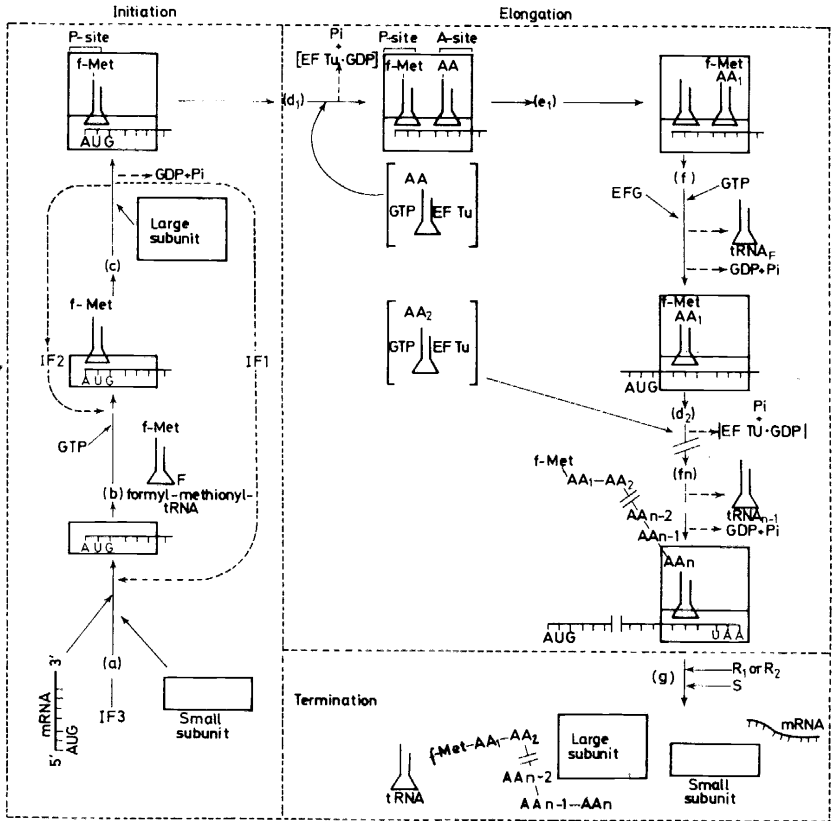 Initiation
P-site
f-Met
AUG
GDP+Pi
Large
subunit
(c)
f-Met
IF2
IF1
AUG
GTP
f-Met
F
(b) formyl-methionyl-
tRNA
AUG
(a)
IF3
mRNA
3'
AUG
5'
Small
subunit
Elongation
Pi
+
[EF Tu·GDP]
(d1)
P-site
A-site
f-Met
AA
(e1)
f-Met
AA1
AA
GTP
EF Tu
(f)
EFG
GTP
tRNAF
GDP+Pi
AA2
GTP
EF Tu
f-Met
AA1
AUG
(d2)
Pi
+
|EF TU·GDP|
(fn)
f-Met
AA1-AA2
AAn-2
AAn-1
AAn
tRNAn-1
GDP+Pi
AUG
UAA
Termination
(g)
R1 or R2
S
tRNA
f-Met-AA1-AA2
AAn-2
AAn-1---AAn
Large
subunit
Small
subunit
mRNA